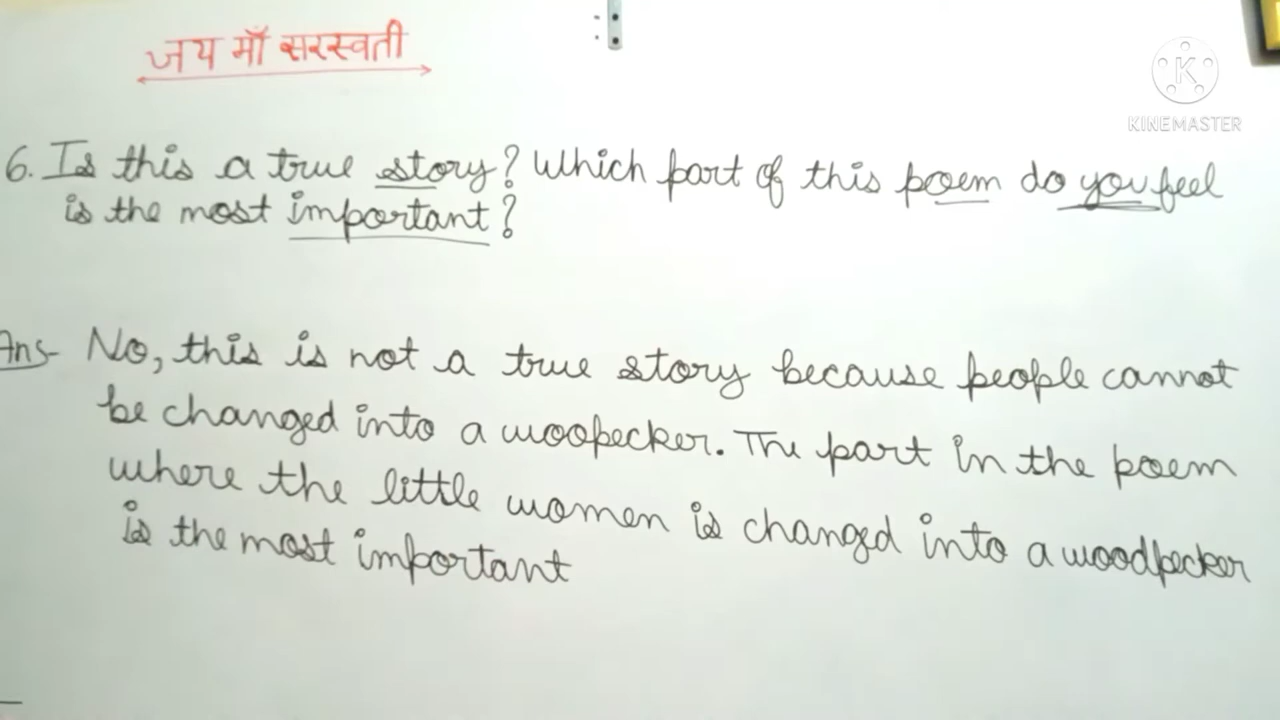 जय माँ सरस्वती
KINEMASTER
6. Is this a true story? Which part of this poem do you feel
is the most important?
Ans- No, this is not a true story because people cannot
be changed into a woopecker. The part in the poem
where the little women is changed into a woodpecker
is the most important